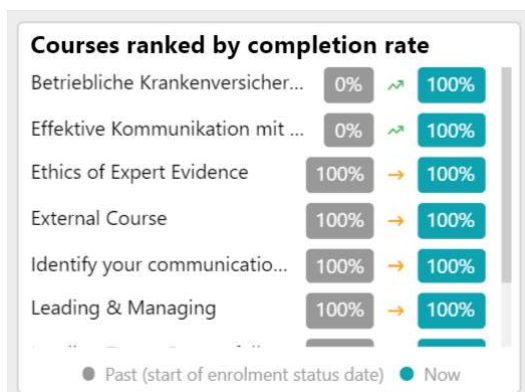 Courses ranked by completion rate
Betriebliche Krankenversicher... 0% 100%
Effektive Kommunikation mit ... 0% 100%
Ethics of Expert Evidence 100% → 100%
External Course 100% → 100%
Identify your communicatio... 100% → 100%
Leading & Managing 100% → 100%
Past (start of enrolment status date) Now